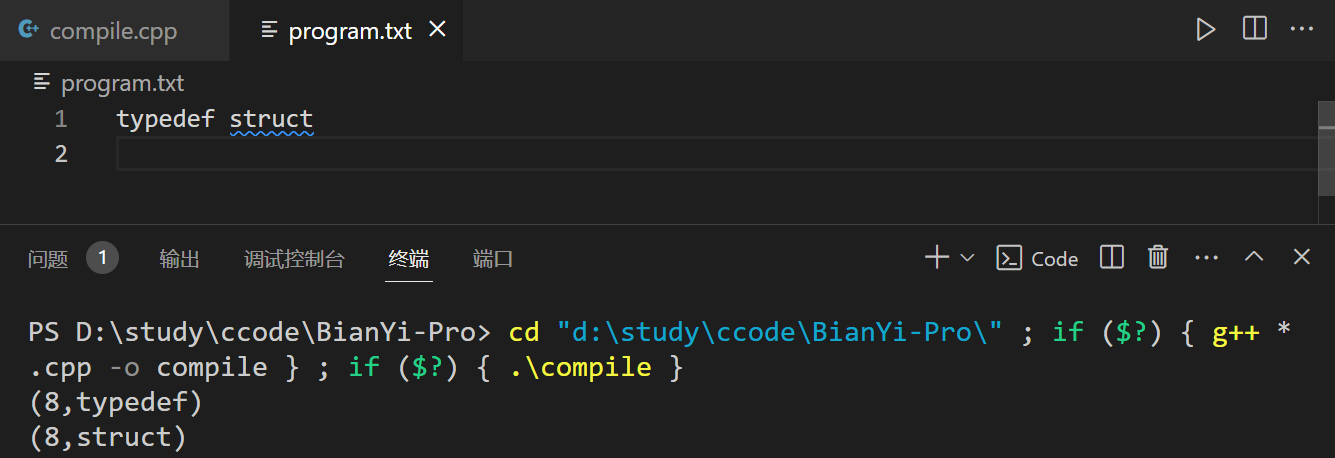 compile.cpp program.txt
program.txt
1 typedef struct
2
问题 1 输出 调试控制台 终端 端口 Code
PS D:\study\ccode\BianYi-Pro> cd "d:\study\ccode\BianYi-Pro\" ; if ($?) { g++ *
.cpp -o compile } ; if ($?) { .\compile }
(8,typedef)
(8,struct)